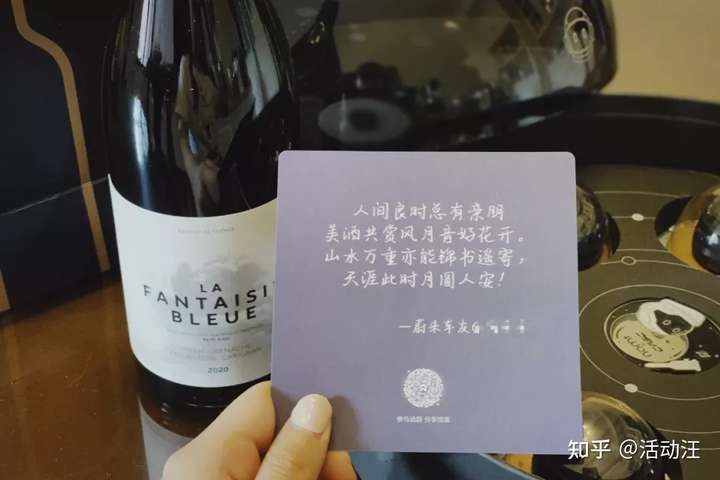 LA
FANTAISI
BLEUE
2020
人间良时总有亲朋
美酒共赏风月音好花开。
山水万重亦能锦书遥寄，
天涯此时月圆人安！
—蔚来车友@
知乎 @活动汪